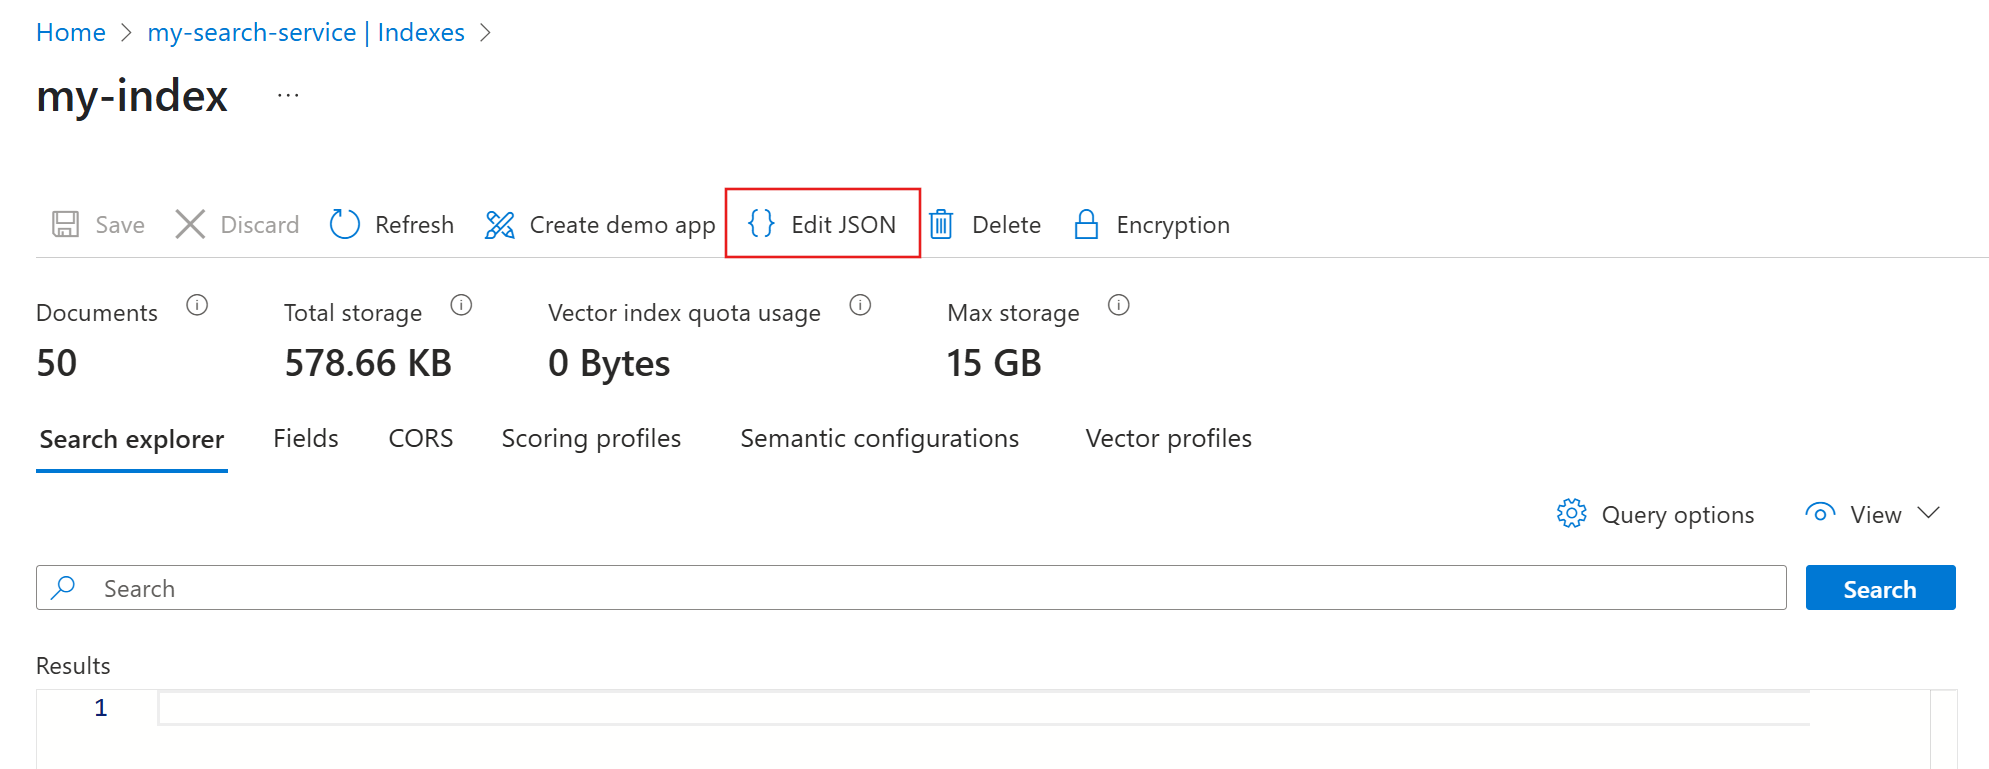 Home > my-search-service | Indexes >
my-index ...
Save Discard Refresh Create demo app {} Edit JSON Delete Encryption
Documents Total storage Vector index quota usage Max storage
50 578.66 KB 0 Bytes 15 GB
Search explorer Fields CORS Scoring profiles Semantic configurations Vector profiles
Query options View
Search Search
Results
1